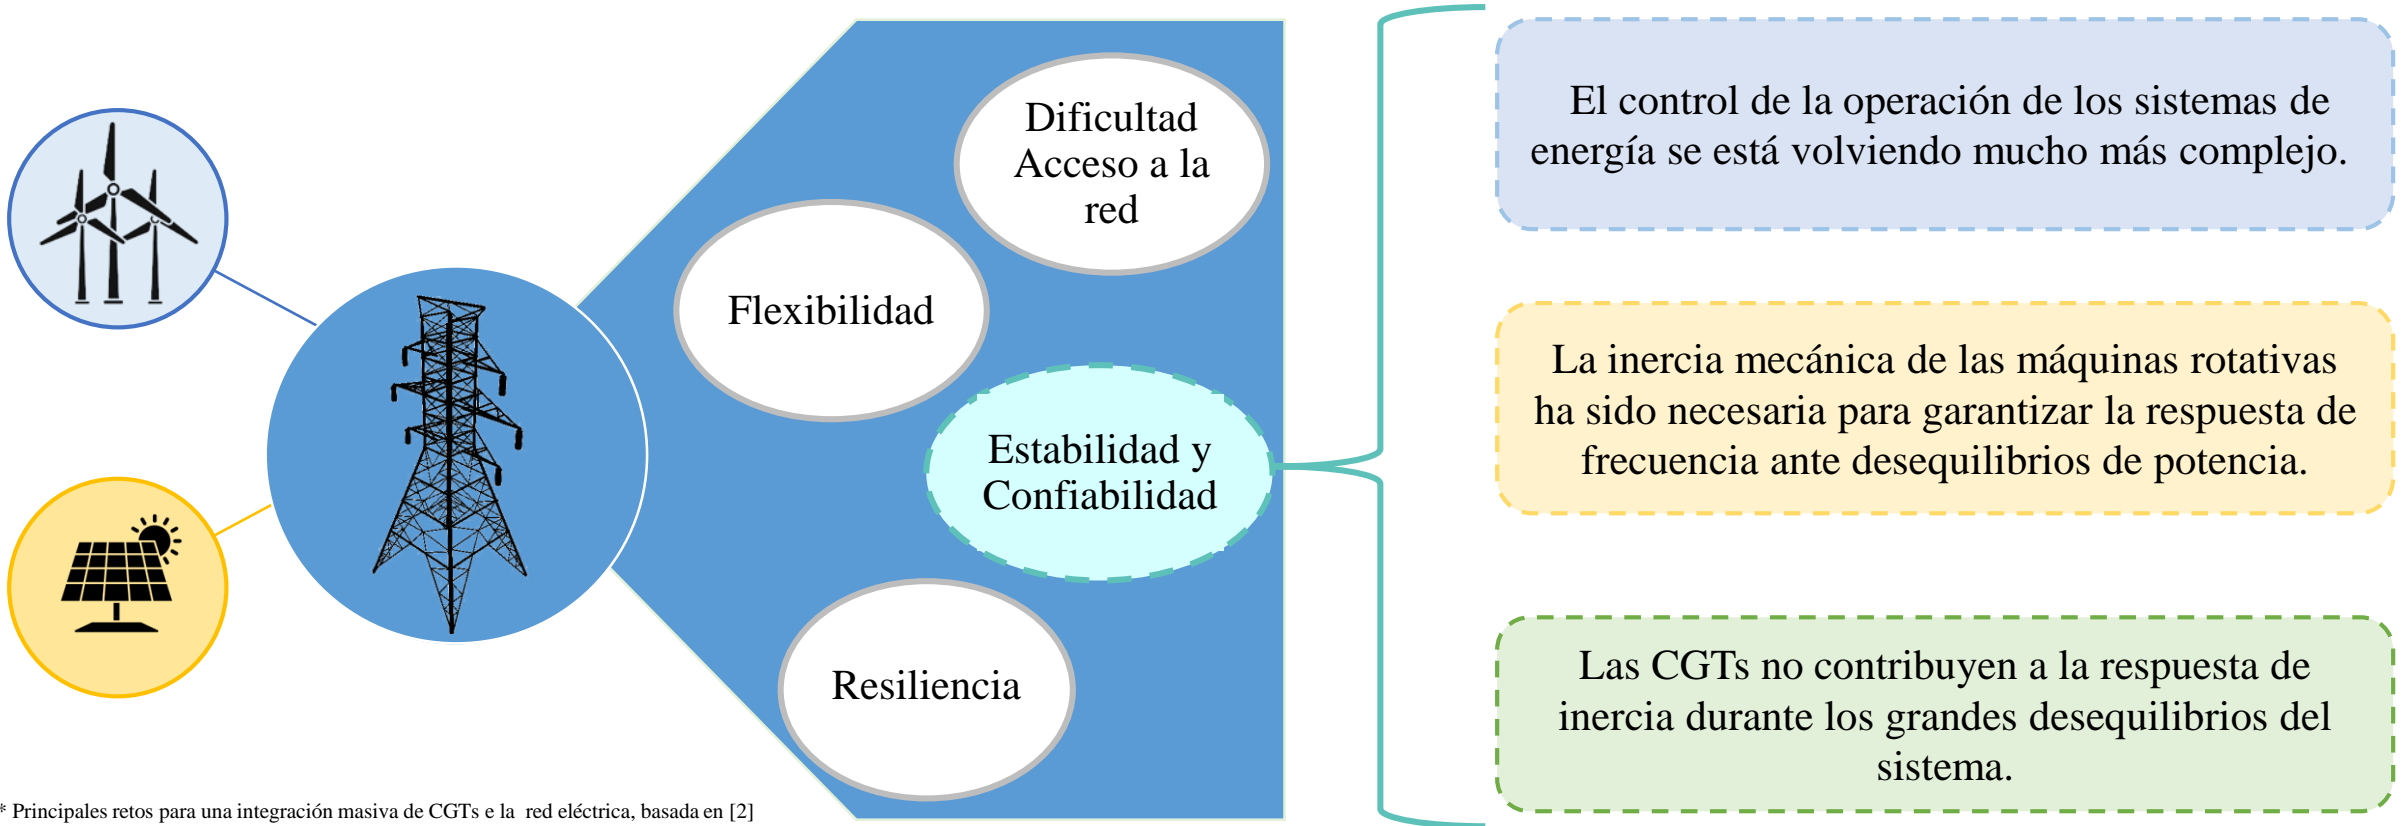 Dificultad
Acceso a la
red
Flexibilidad
Estabilidad y
Confiabilidad
Resiliencia
El control de la operación de los sistemas de
energía se está volviendo mucho más complejo.
La inercia mecánica de las máquinas rotativas
ha sido necesaria para garantizar la respuesta de
frecuencia ante desequilibrios de potencia.
Las CGTs no contribuyen a la respuesta de
inercia durante los grandes desequilibrios del
sistema.
* Principales retos para una integración masiva de CGTs e la red eléctrica, basada en [2]